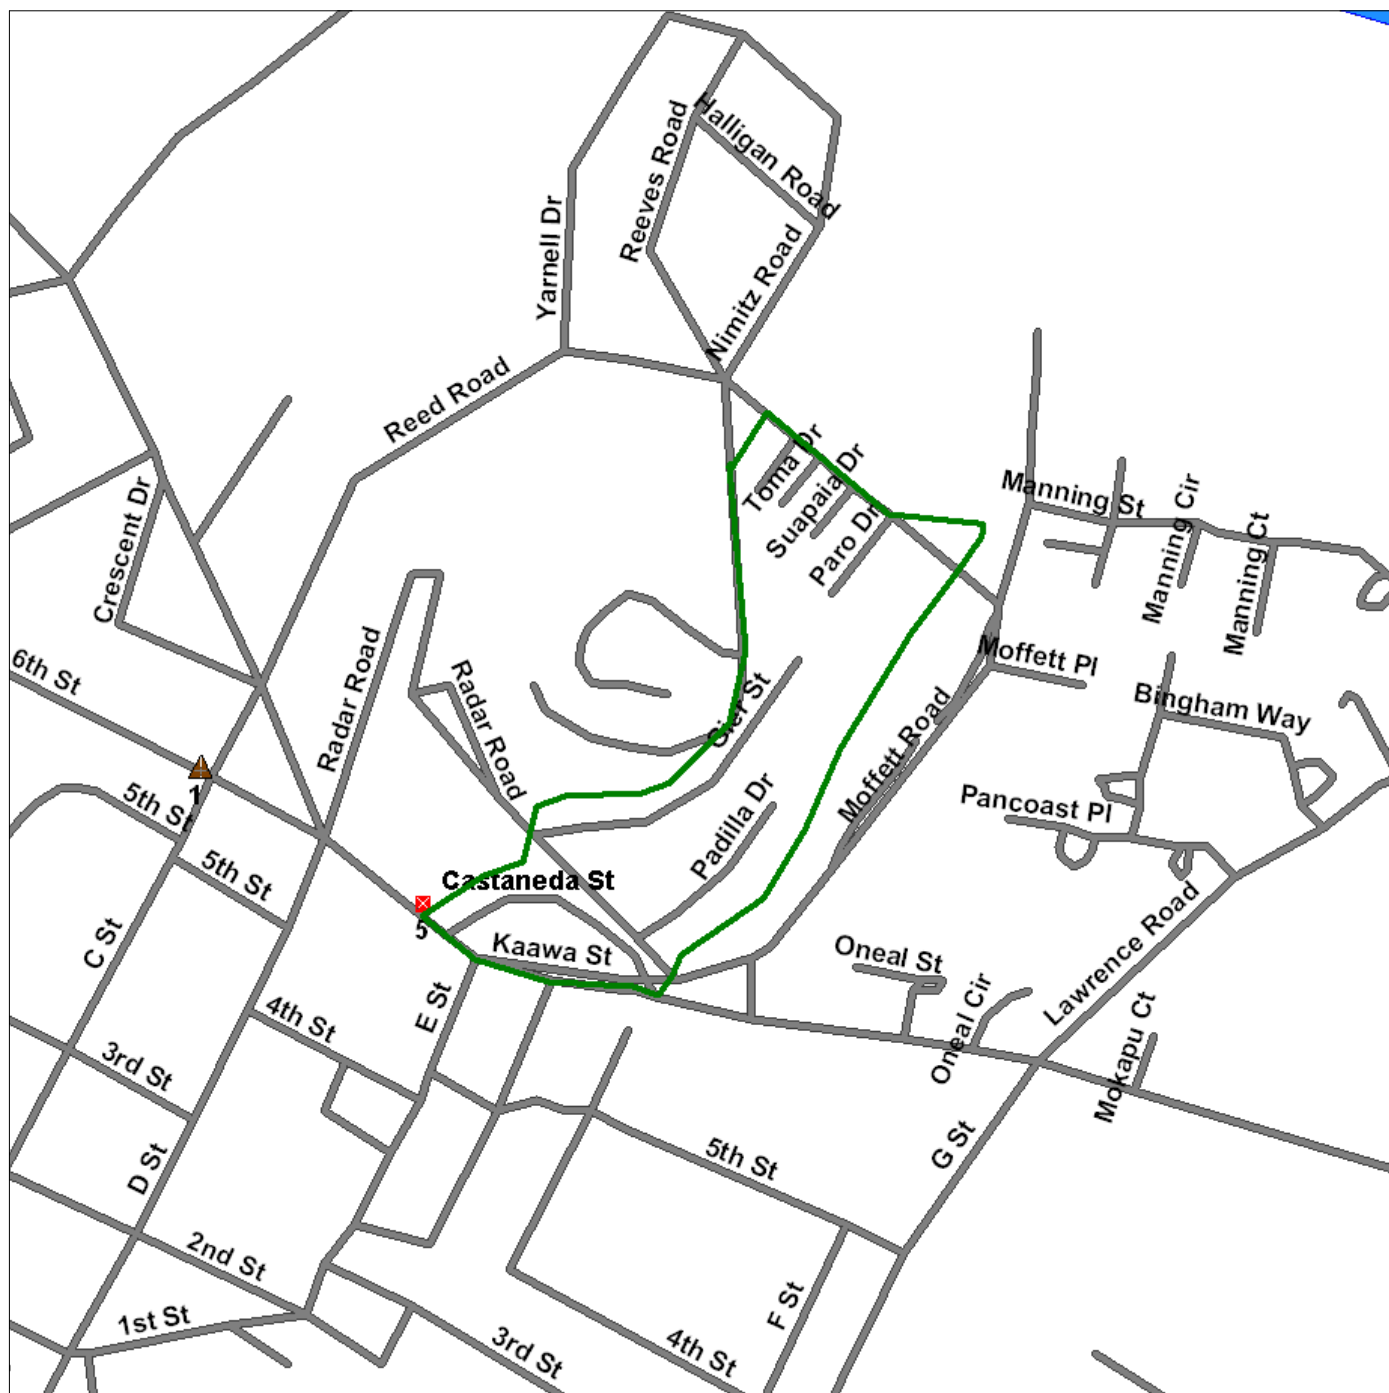 Halligan Road
Reeves Road
Yarnell Dr
Nimitz Road
Reed Road
Toma Dr
Suapaia Dr
Paro Dr
Manning St
Manning Cir
Manning Ct
Crescent Dr
Radar Road
Radar Road
Gier St
Moffett Pl
Moffett Road
Bingham Way
6th St
1
5th St
5th St
Pancoast Pl
Padilla Dr
Castaneda St
5
Kaawa St
Oneal St
Oneal Cir
Lawrence Road
Mokapu Ct
C St
E St
4th St
3rd St
D St
5th St
G St
2nd St
1st St
F St
3rd St
4th St